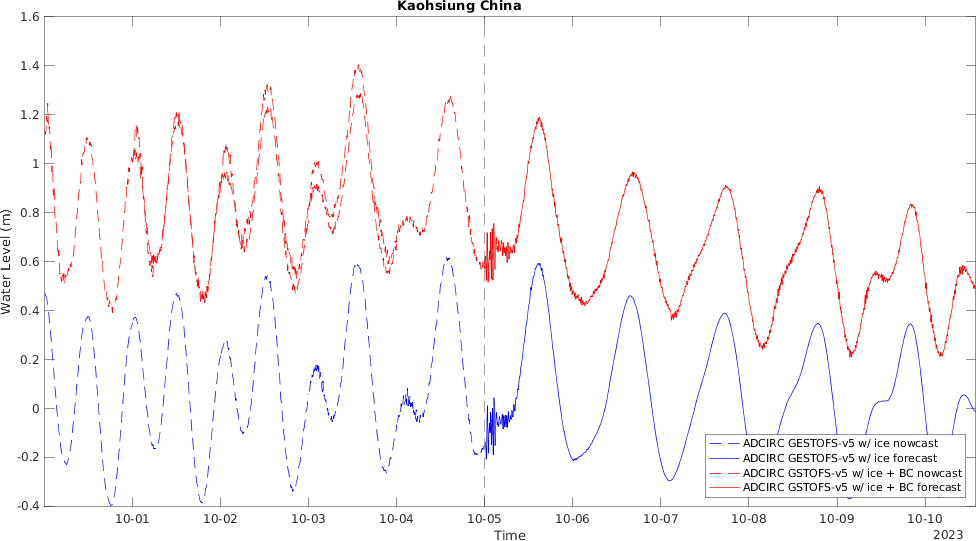 Kaohsiung China
1.6
1.4
1.2
1
0.8
0.6
0.4
0.2
0
-0.2
-0.4
Water Level (m)
10-01 10-02 10-03 10-04 10-05 10-06 10-07 10-08 10-09 10-10
Time
2023
ADCIRC GESTOFS-v5 w/ ice nowcast
ADCIRC GESTOFS-v5 w/ ice forecast
ADCIRC GSTOFS-v5 w/ ice + BC nowcast
ADCIRC GSTOFS-v5 w/ ice + BC forecast